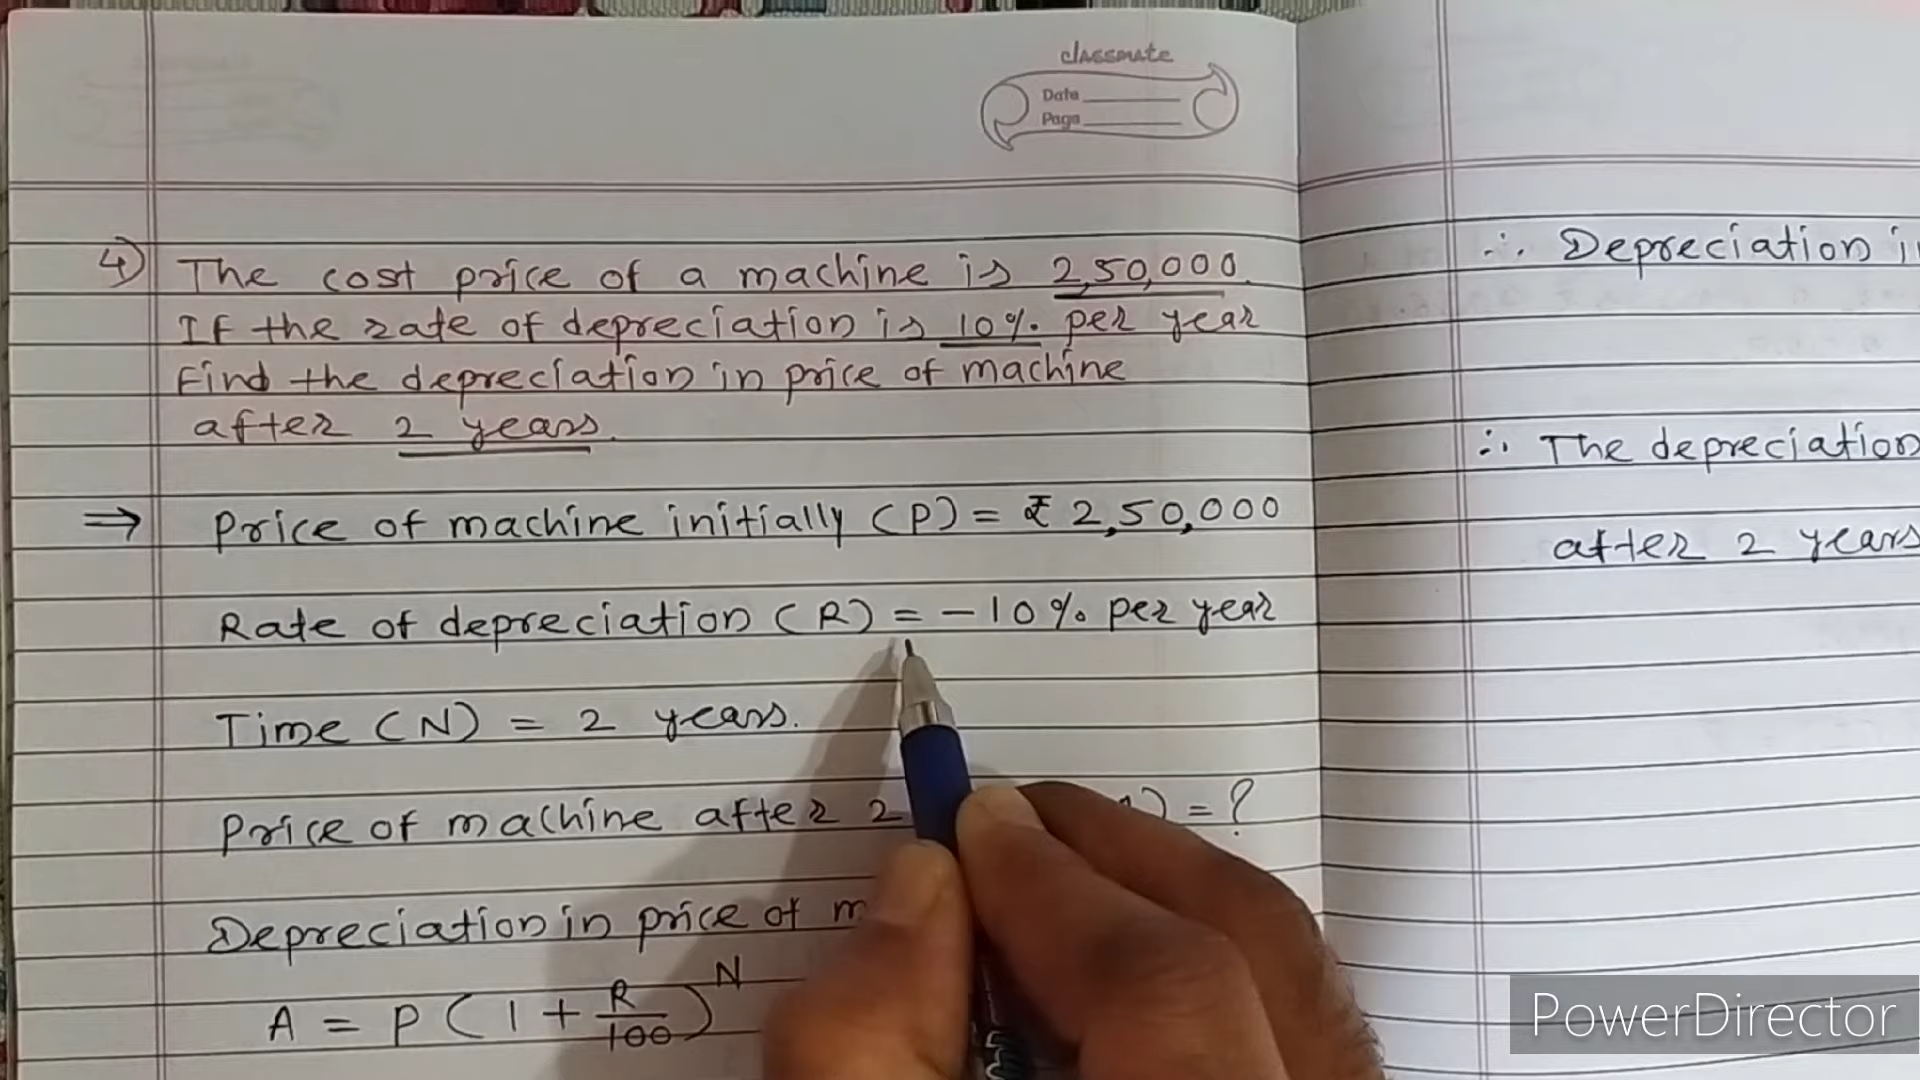 classmate
Date
Page
4) The cost price of a machine is 2,50,000.
If the rate of depreciation is 10% per year
Find the depreciation in price of machine
after 2 years.
⇒ Price of machine initially (P) = ₹ 2,50,000
Rate of depreciation (R) = -10% per year
Time (N) = 2 years.
Price of machine after 2 = ?
Depreciation in price of m
A = P (1 + R/100)^N
∴ Depreciation i
∴ The depreciation
after 2 years
PowerDirector